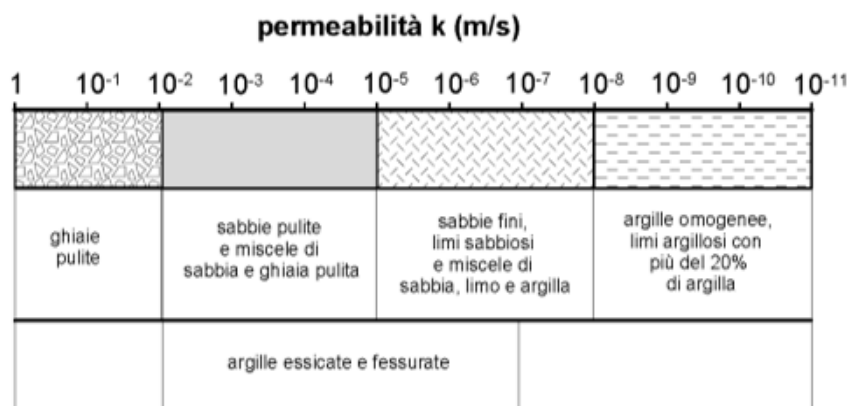 permeabilità k (m/s)
1 10-1 10-2 10-3 10-4 10-5 10-6 10-7 10-8 10-9 10-10 10-11
ghiaie
pulite
sabbie pulite
e miscele di
sabbia e ghiaia pulita
sabbie fini,
limi sabbiosi
e miscele di
sabbia, limo e argilla
argille omogenee,
limi argillosi con
più del 20%
di argilla
argille essicate e fessurate